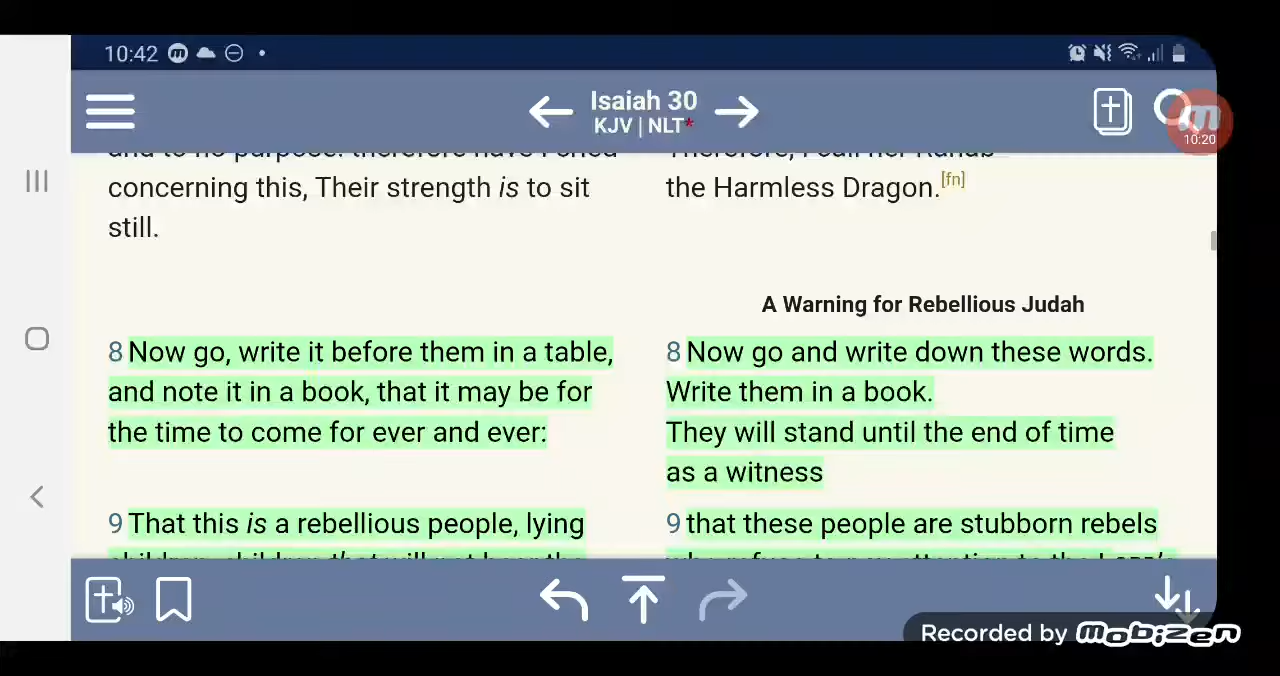 10:42
Isaiah 30
KJV | NLT*
10:20
concerning this, Their strength is to sit
still.
the Harmless Dragon.[fn]
A Warning for Rebellious Judah
8 Now go, write it before them in a table,
and note it in a book, that it may be for
the time to come for ever and ever:
9 That this is a rebellious people, lying
8 Now go and write down these words.
Write them in a book.
They will stand until the end of time
as a witness
9 that these people are stubborn rebels
Recorded by Mobizen